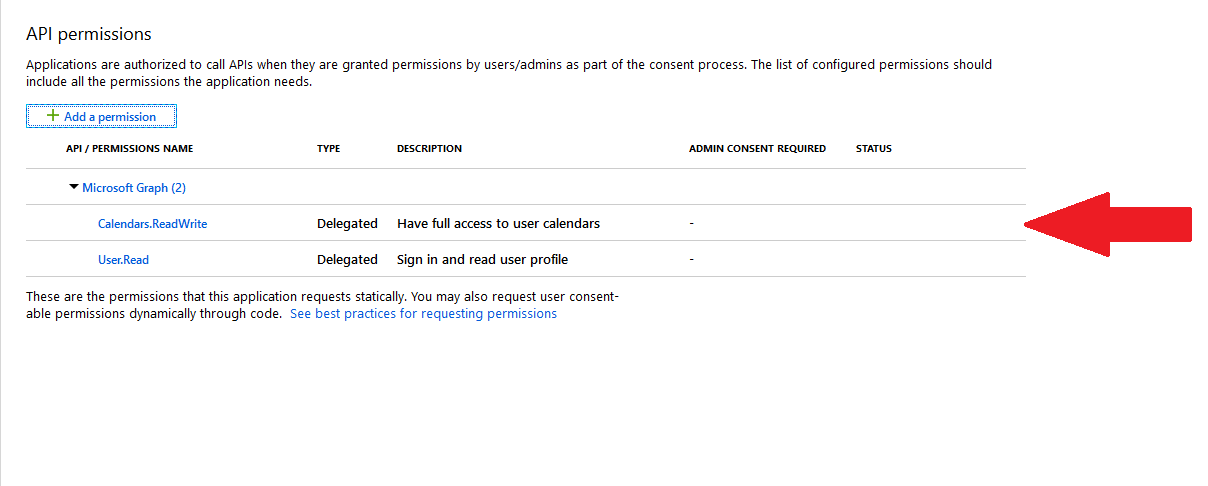 API permissions
Applications are authorized to call APIs when they are granted permissions by users/admins as part of the consent process. The list of configured permissions should
include all the permissions the application needs.
+ Add a permission
API / PERMISSIONS NAME TYPE DESCRIPTION ADMIN CONSENT REQUIRED STATUS
Microsoft Graph (2)
Calendars.ReadWrite Delegated Have full access to user calendars -
User.Read Delegated Sign in and read user profile -
These are the permissions that this application requests statically. You may also request user consent-
able permissions dynamically through code. See best practices for requesting permissions